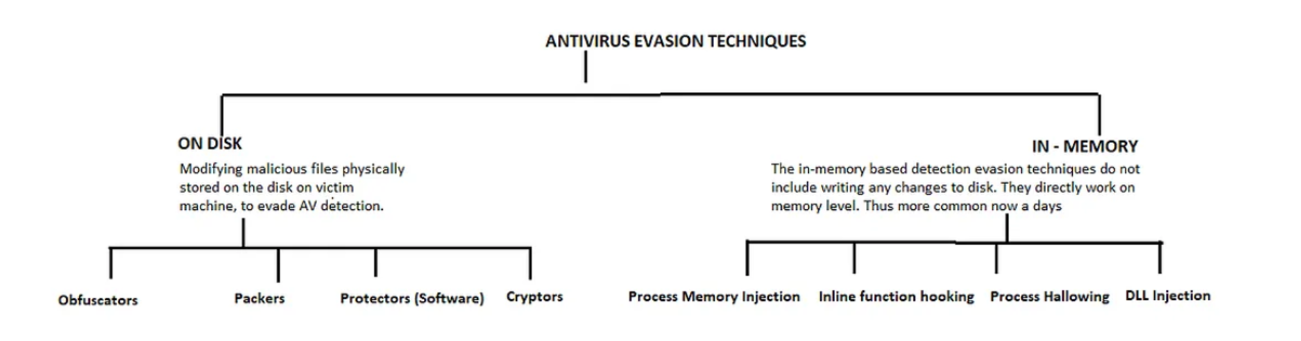 ANTIVIRUS EVASION TECHNIQUES
ON DISK
Modifying malicious files physically
stored on the disk on victim
machine, to evade AV detection.
IN - MEMORY
The in-memory based detection evasion techniques do not
include writing any changes to disk. They directly work on
memory level. Thus more common now a days
Obfuscators
Packers
Protectors (Software)
Cryptors
Process Memory Injection
Inline function hooking
Process Hallowing
DLL Injection